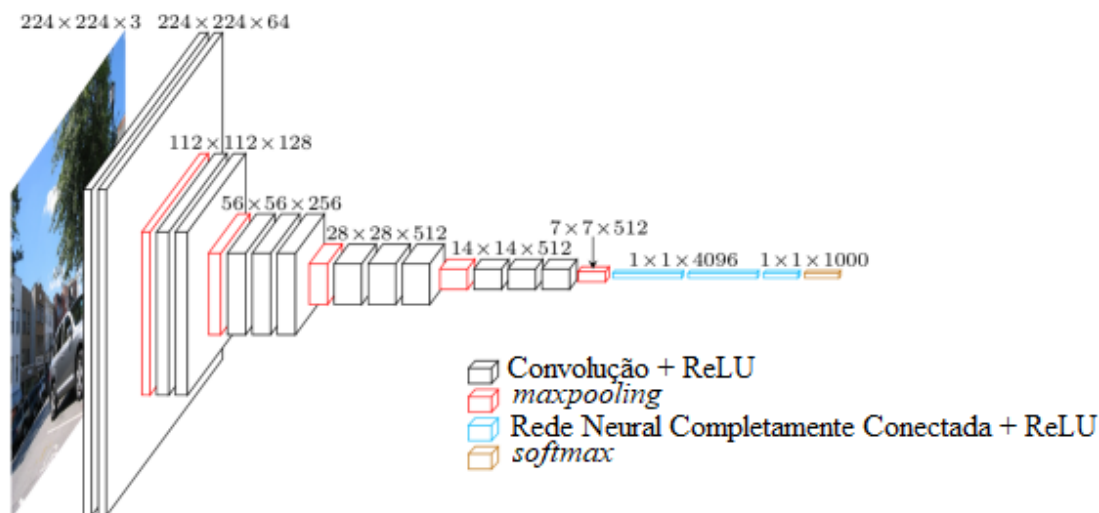 224×224×3
224×224×64
112×112×128
56×56×256
28×28×512
14×14×512
7×7×512
1×1×4096
1×1×1000
Convolução + ReLU
maxpooling
Rede Neural Completamente Conectada + ReLU
softmax